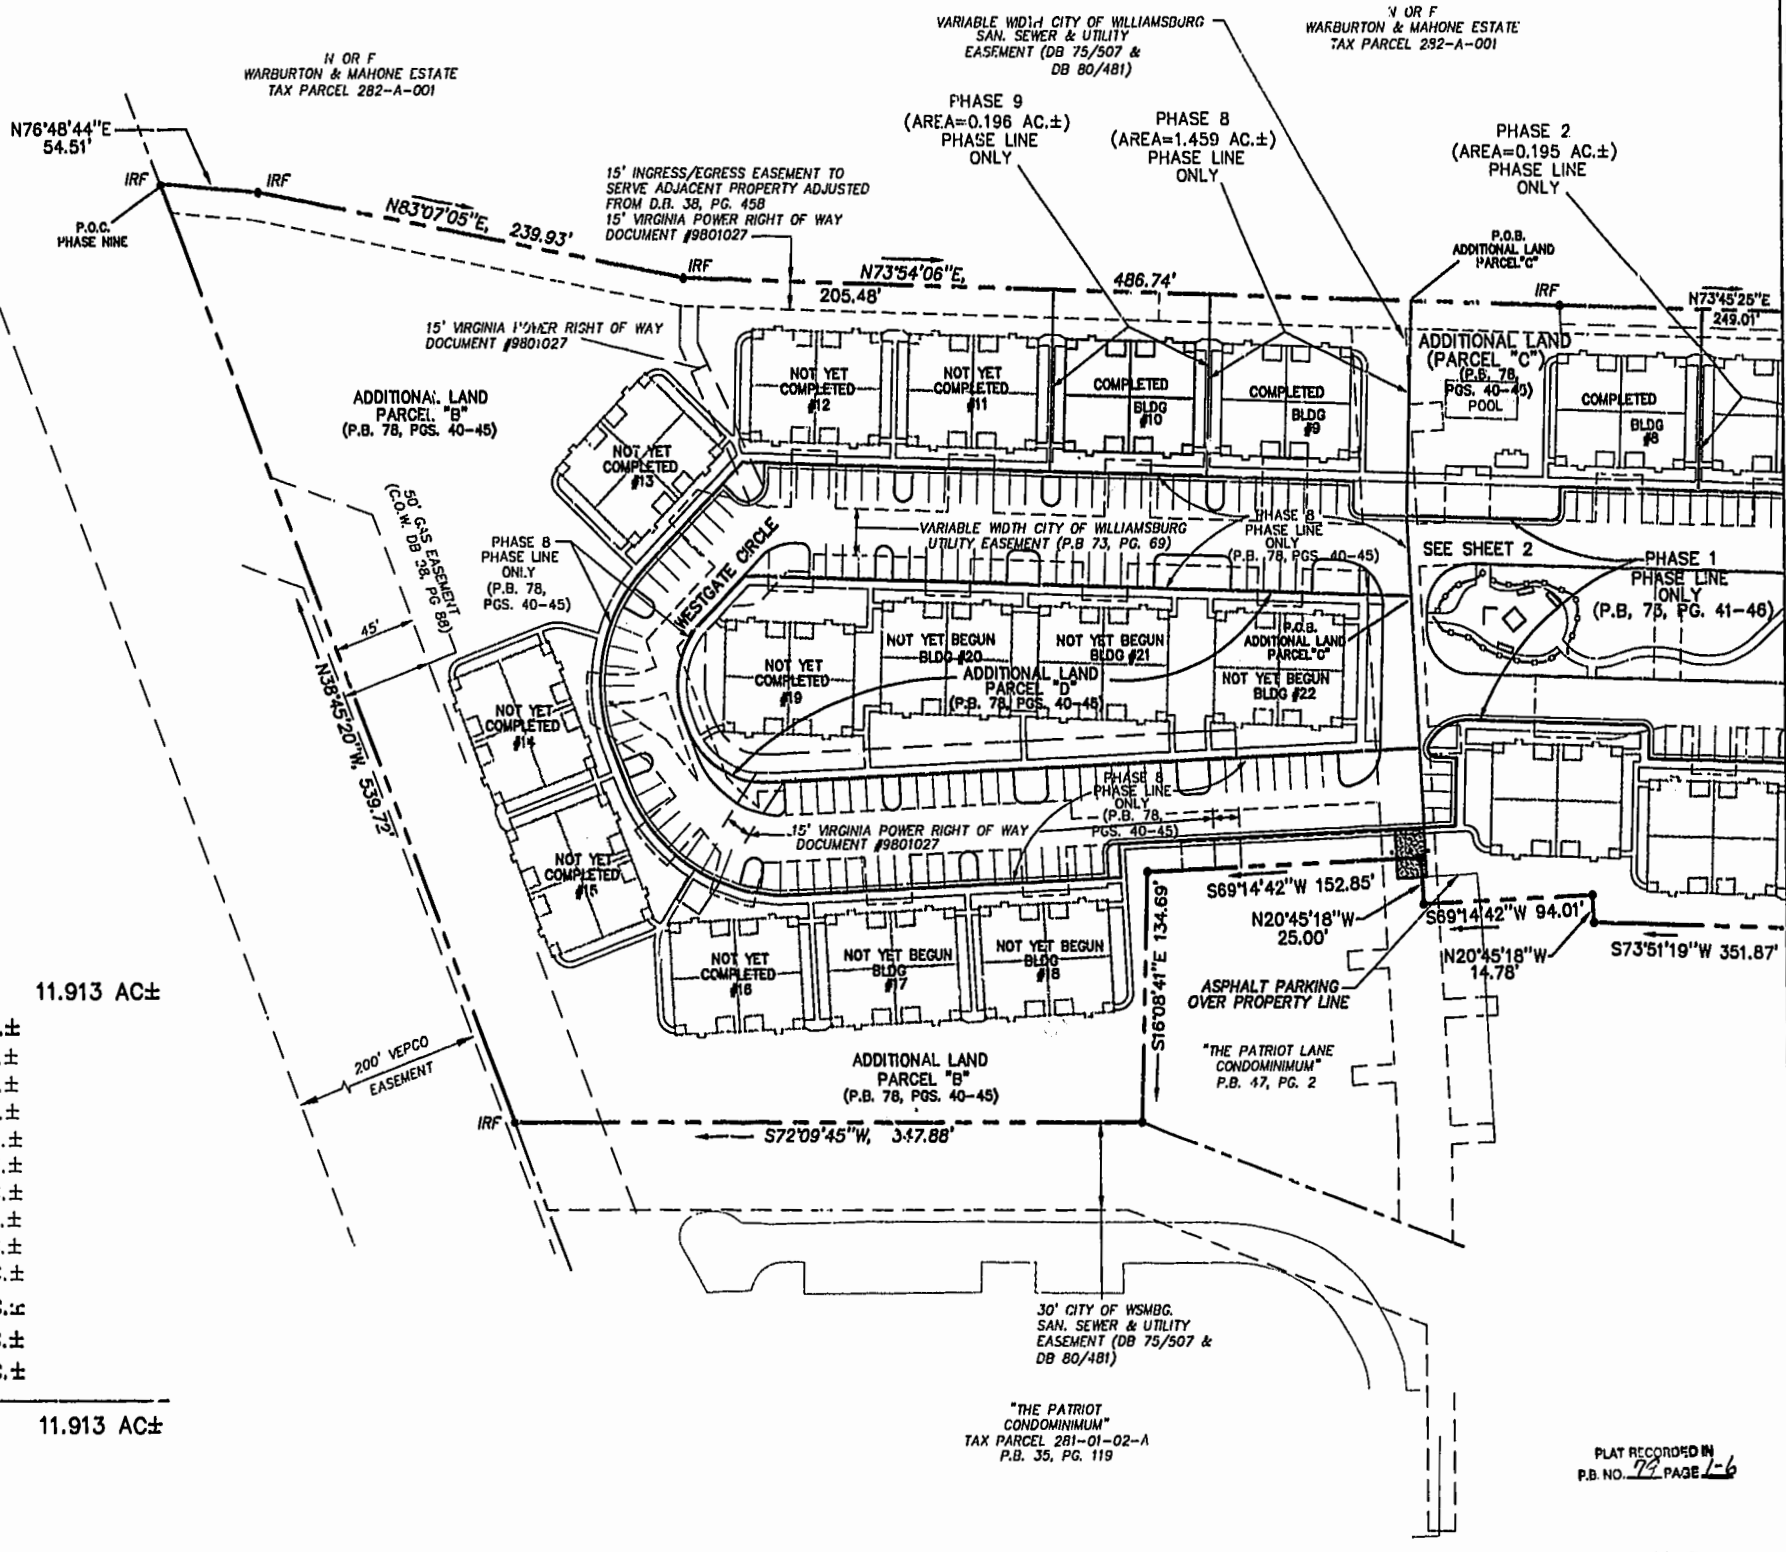 N OR F
WARBURTON & MAHONE ESTATE
TAX PARCEL 282-A-001
VARIABLE WIDTH CITY OF WILLIAMSBURG
SAN. SEWER & UTILITY
EASEMENT (DB 75/507 &
DB 80/481)
N OR F
WARBURTON & MAHONE ESTATE
TAX PARCEL 282-A-001
N76°48'44"E
54.51'
IRF
IRF
P.O.C.
PHASE NINE
N83°07'05"E, 239.93'
15' INGRESS/EGRESS EASEMENT TO
SERVE ADJACENT PROPERTY ADJUSTED
FROM D.B. 38, PG. 458
15' VIRGINIA POWER RIGHT OF WAY
DOCUMENT #9801027
PHASE 9
(AREA=0.196 AC.±)
PHASE LINE
ONLY
PHASE 8
(AREA=1.459 AC.±)
PHASE LINE
ONLY
PHASE 2
(AREA=0.195 AC.±)
PHASE LINE
ONLY
P.O.B.
ADDITIONAL LAND
PARCEL "C"
IRF
N73°54'06"E,
205.48'
486.74'
IRF
N73°45'25"E
249.01'
15' VIRGINIA POWER RIGHT OF WAY
DOCUMENT #9801027
ADDITIONAL LAND
PARCEL "B"
(P.B. 78, PGS. 40-45)
NOT YET
COMPLETED
#12
NOT YET
COMPLETED
#11
COMPLETED
BLDG
#10
COMPLETED
BLDG
#9
ADDITIONAL LAND
(PARCEL "C")
(P.B. 78,
PGS. 40-45)
POOL
COMPLETED
BLDG
#8
NOT YET
COMPLETED
#13
50' GAS EASEMENT
(C.O.W. DB 38, PG 88)
45'
PHASE 8
PHASE LINE
ONLY
(P.B. 78,
PGS. 40-45)
WESTGATE CIRCLE
VARIABLE WIDTH CITY OF WILLIAMSBURG
UTILITY EASEMENT (P.B 73, PG. 69)
PHASE 8
PHASE LINE
ONLY
(P.B. 78, PGS. 40-45)
SEE SHEET 2
PHASE 1
PHASE LINE
ONLY
(P.B, 73, PG. 41-46)
N38°45'20"W, 539.72'
NOT YET
COMPLETED
#14
NOT YET
COMPLETED
#19
NOT YET BEGUN
BLDG #20
NOT YET BEGUN
BLDG #21
P.O.B.
ADDITIONAL LAND
PARCEL "C"
NOT YET BEGUN
BLDG #22
ADDITIONAL LAND
PARCEL "D"
(P.B. 78, PGS. 40-45)
PHASE 8
PHASE LINE
ONLY
(P.B. 78,
PGS. 40-45)
15' VIRGINIA POWER RIGHT OF WAY
DOCUMENT #9801027
NOT YET
COMPLETED
#15
S69°14'42"W 152.85'
N20°45'18"W
25.00'
S69°14'42"W 94.01'
N20°45'18"W
14.78'
S73°51'19"W 351.87'
S16°08'41"E 134.69'
ASPHALT PARKING
OVER PROPERTY LINE
NOT YET
COMPLETED
#16
NOT YET BEGUN
BLDG
#17
NOT YET BEGUN
BLDG
#18
11.913 AC±
.±
.±
.±
.±
.±
.±
.±
.±
.±
C.±
C.±
C.±
C.±
11.913 AC±
200' VEPCO
EASEMENT
ADDITIONAL LAND
PARCEL "B"
(P.B. 78, PGS. 40-45)
"THE PATRIOT LANE
CONDOMINIMUM"
P.B. 47, PG. 2
IRF
S72°09'45"W, 347.88'
30' CITY OF WSMBG.
SAN. SEWER & UTILITY
EASEMENT (DB 75/507 &
DB 80/481)
"THE PATRIOT
CONDOMINIMUM"
TAX PARCEL 281-01-02-A
P.B. 35, PG. 119
PLAT RECORDED IN
P.B. NO. 79 PAGE 1-6